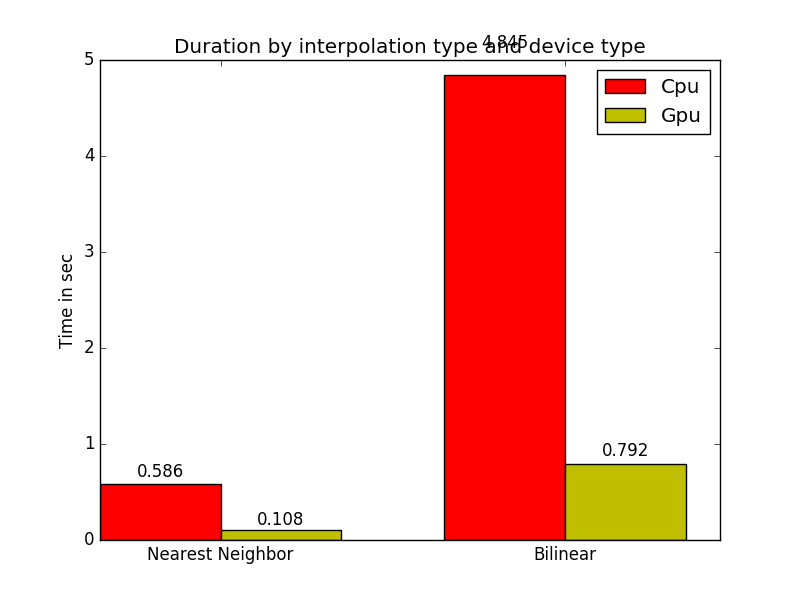 Duration by interpolation type and device type
4.845
5
4
3
2
1
0
Time in sec
Cpu
Gpu
0.586
0.108
0.792
Nearest Neighbor
Bilinear